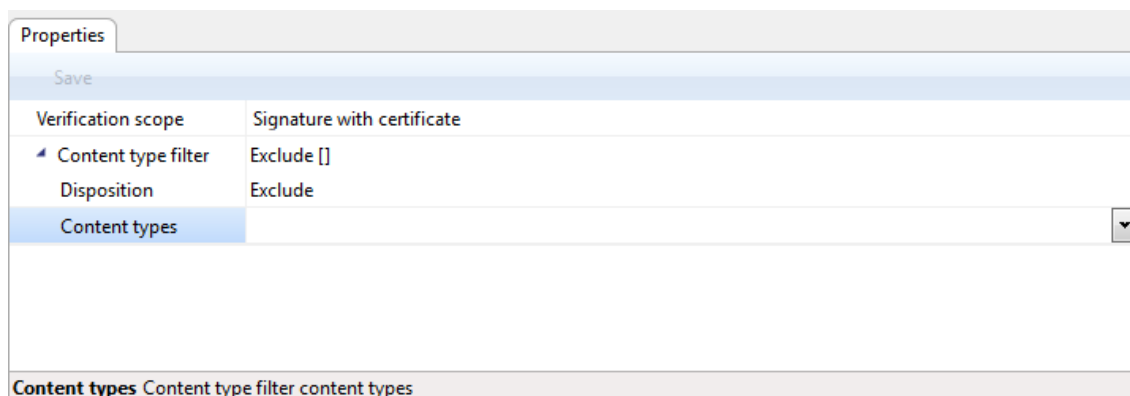 Properties
Save
Verification scope Signature with certificate
Content type filter Exclude []
Disposition Exclude
Content types
Content types Content type filter content types